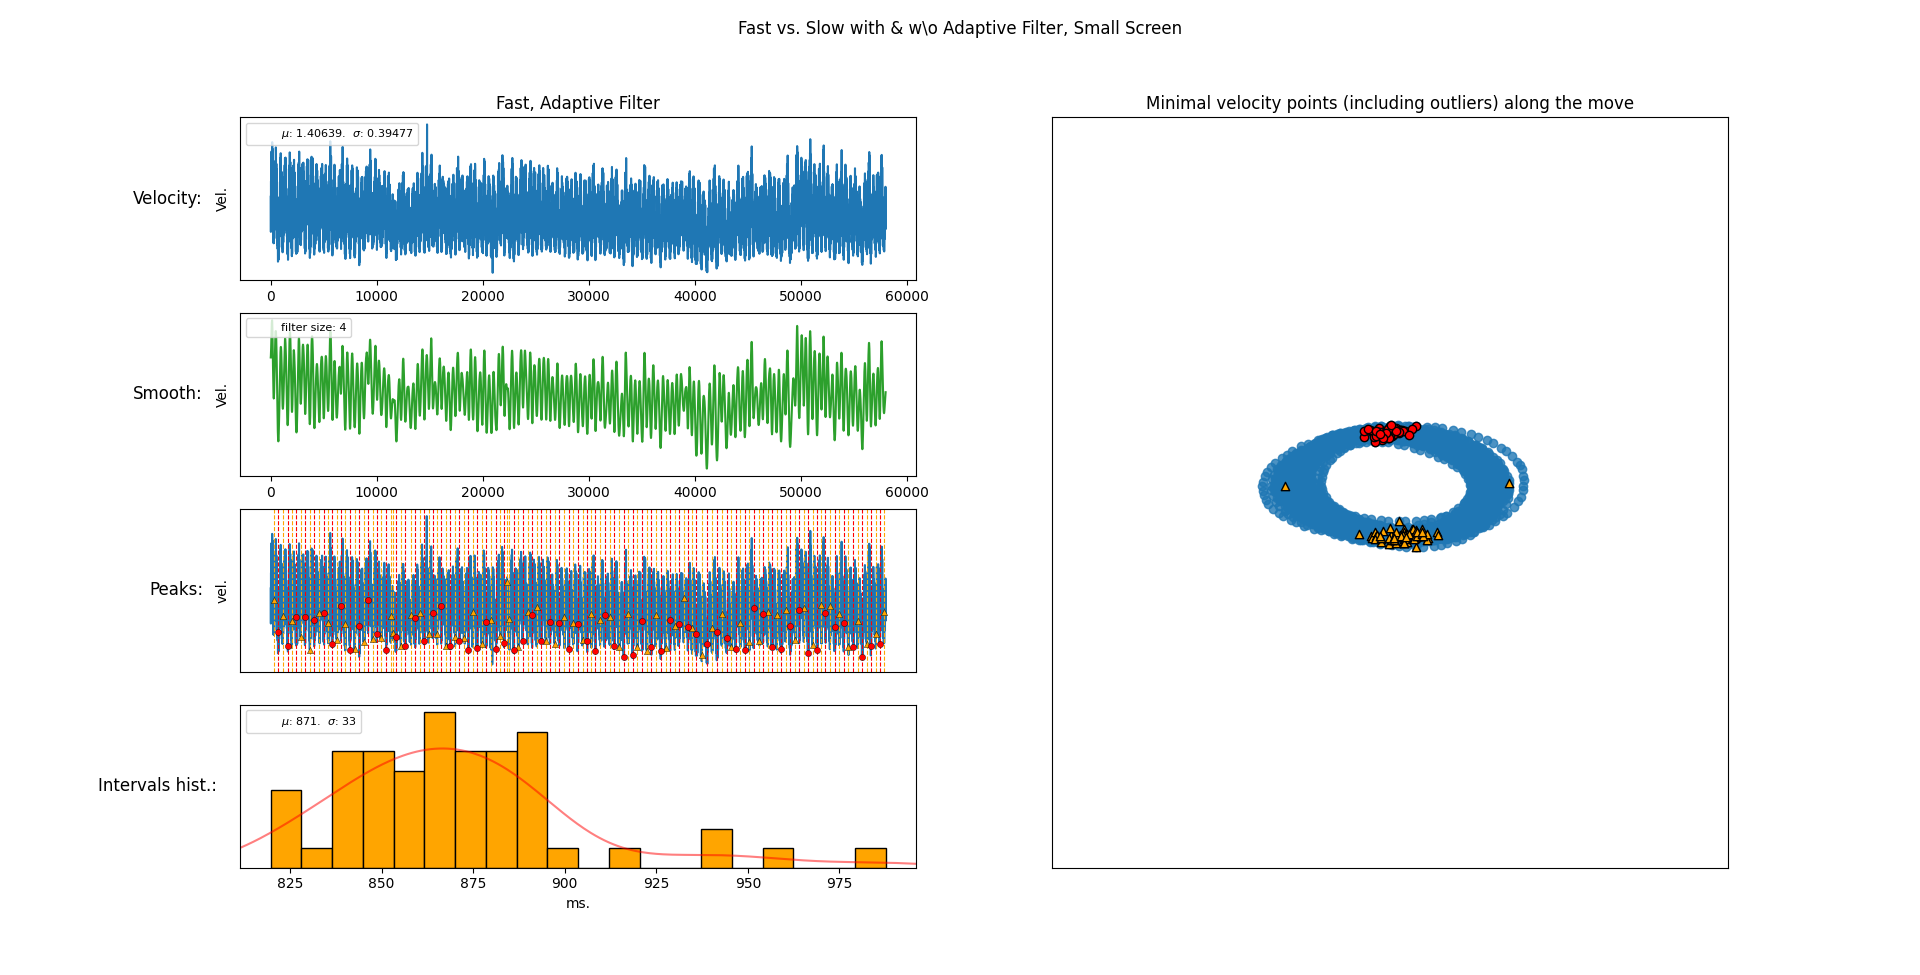 Fast vs. Slow with & w\o Adaptive Filter, Small Screen
Fast, Adaptive Filter
Velocity:
Vel.
μ: 1.40639.  σ: 0.39477
0 10000 20000 30000 40000 50000 60000
Smooth:
Vel.
filter size: 4
0 10000 20000 30000 40000 50000 60000
Peaks:
vel.
Intervals hist.:
μ: 871.  σ: 33
825 850 875 900 925 950 975
ms.
Minimal velocity points (including outliers) along the move